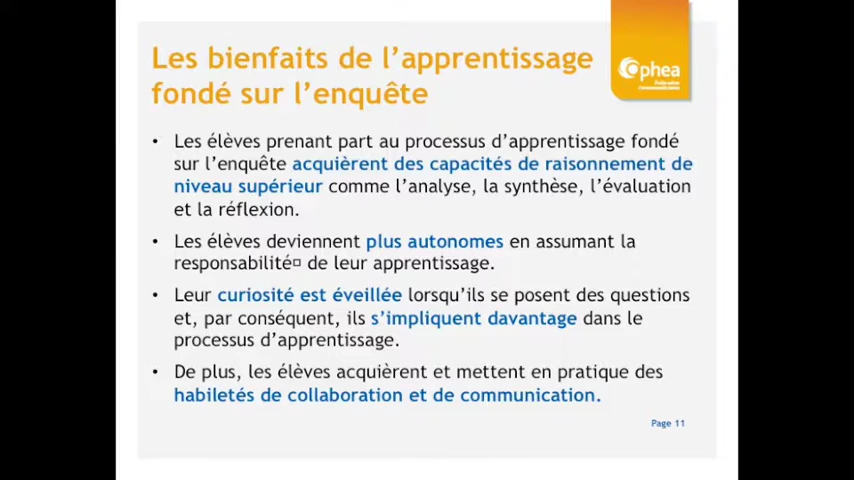 Les bienfaits de l'apprentissage
fondé sur l'enquête
Ophea
• Les élèves prenant part au processus d'apprentissage fondé
sur l'enquête acquièrent des capacités de raisonnement de
niveau supérieur comme l'analyse, la synthèse, l'évaluation
et la réflexion.
• Les élèves deviennent plus autonomes en assumant la
responsabilité¤ de leur apprentissage.
• Leur curiosité est éveillée lorsqu'ils se posent des questions
et, par conséquent, ils s'impliquent davantage dans le
processus d'apprentissage.
• De plus, les élèves acquièrent et mettent en pratique des
habiletés de collaboration et de communication.
Page 11